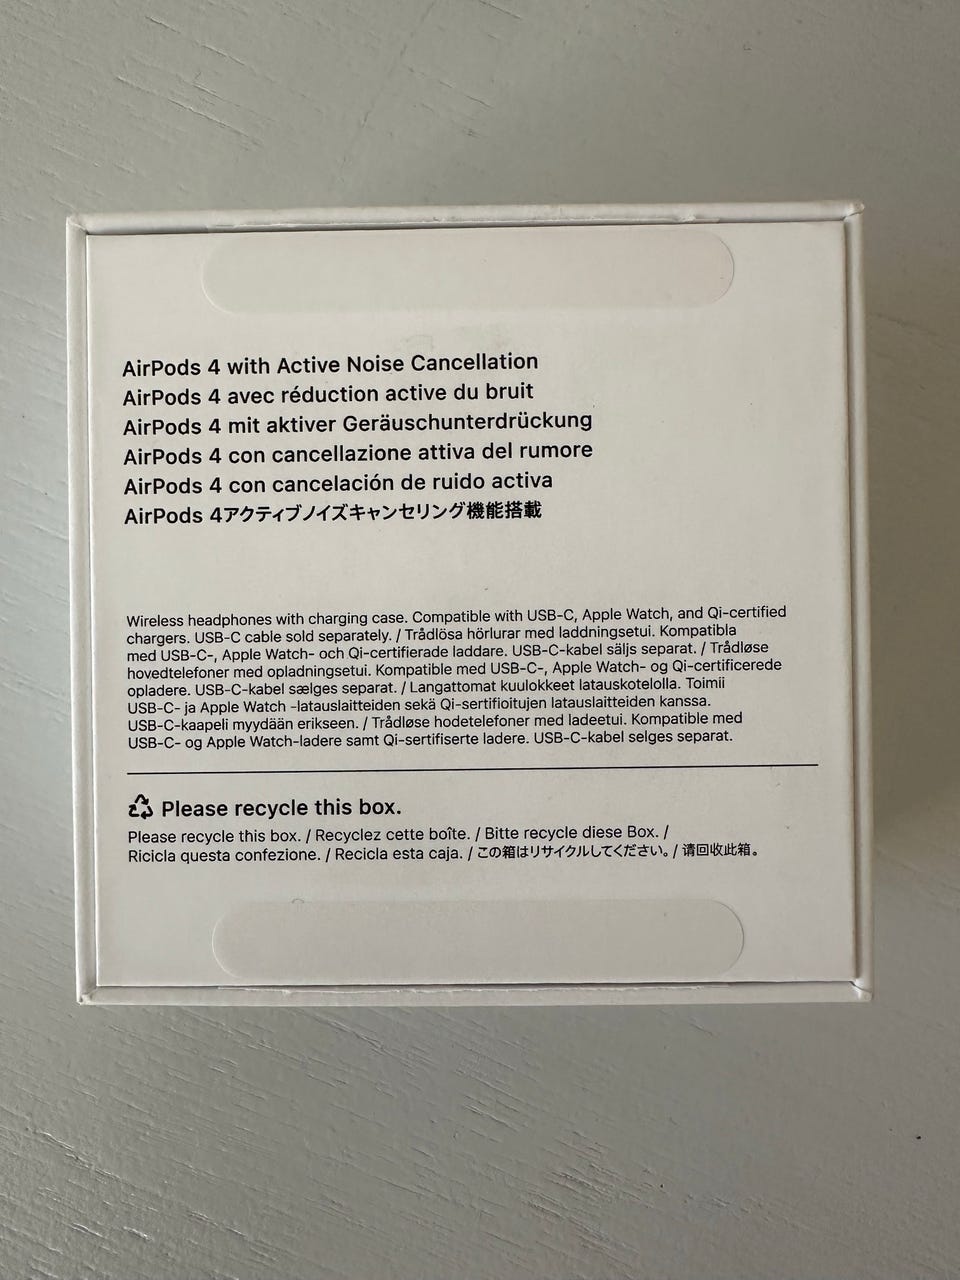 AirPods 4 with Active Noise Cancellation
AirPods 4 avec réduction active du bruit
AirPods 4 mit aktiver Geräuschunterdrückung
AirPods 4 con cancellazione attiva del rumore
AirPods 4 con cancelación de ruido activa
AirPods 4アクティブノイズキャンセリング機能搭載
Wireless headphones with charging case. Compatible with USB-C, Apple Watch, and Qi-certified
chargers. USB-C cable sold separately. / Trådlösa hörlurar med laddningsetui. Kompatibla
med USB-C-, Apple Watch- och Qi-certifierade laddare. USB-C-kabel säljs separat. / Trådløse
hovedtelefoner med opladningsetui. Kompatible med USB-C-, Apple Watch- og Qi-certificerede
opladere. USB-C-kabel sælges separat. / Langattomat kuulokkeet latauskotelolla. Toimii
USB-C- ja Apple Watch -latauslaitteiden sekä Qi-sertifioitujen latauslaitteiden kanssa.
USB-C-kaapeli myydään erikseen. / Trådløse hodetelefoner med ladeetui. Kompatible med
USB-C- og Apple Watch-ladere samt Qi-sertifiserte ladere. USB-C-kabel selges separat.
Please recycle this box.
Please recycle this box. / Recyclez cette boîte. / Bitte recycle diese Box. /
Ricicla questa confezione. / Recicla esta caja. / この箱はリサイクルしてください。 / 请回收此箱。